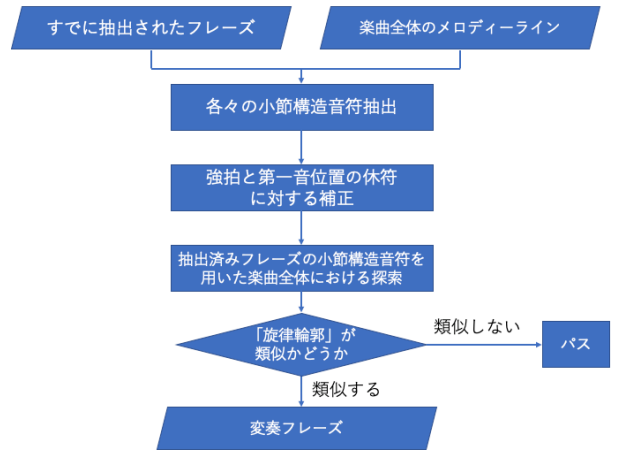 すでに抽出されたフレーズ
楽曲全体のメロディーライン
各々の小節構造音符抽出
強拍と第一音位置の休符
に対する補正
抽出済みフレーズの小節構造音符を
用いた楽曲全体における探索
「旋律輪郭」が
類似かどうか
類似しない
パス
類似する
変奏フレーズ